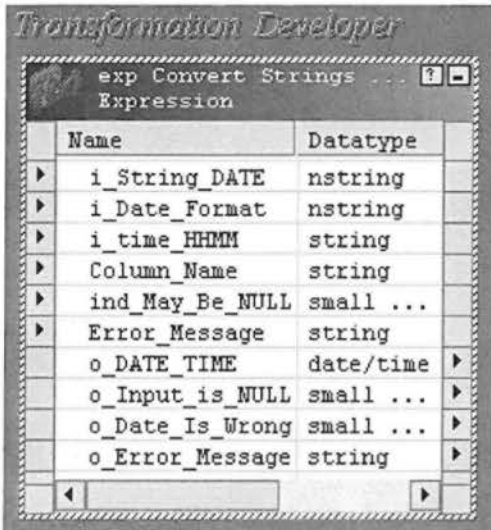 Transformation Developer
exp Convert Strings ...
Expression
Name Datatype
i_String_DATE nstring
i_Date_Format nstring
i_time_HHMM string
Column_Name string
ind_May_Be_NULL small ...
Error_Message string
o_DATE_TIME date/time
o_Input_is_NULL small ...
o_Date_Is_Wrong small ...
o_Error_Message string